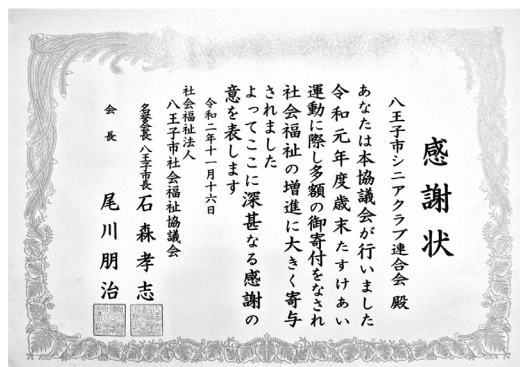 感謝状
八王子市シニアクラブ連合会 殿
あなたは本協議会が行いました
令和元年度歳末たすけあい
運動に際し多額の御寄付をなされ
社会福祉の増進に大きく寄与
されました
よってここに深甚なる感謝の
意を表します
令和二年十一月十六日
社会福祉法人
八王子市社会福祉協議会
名誉会長 八王子市長 石森孝志
会長 尾川朋治